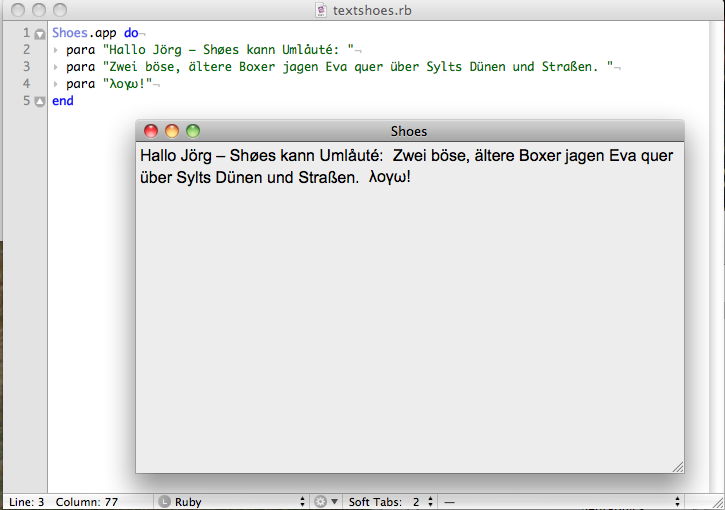 textshoes.rb
1 Shoes.app do¬
2 para "Hallo Jörg – Shøes kann Umlåuté: "¬
3 para "Zwei böse, ältere Boxer jagen Eva quer über Sylts Dünen und Straßen. "¬
4 para "λογω!"¬
5 end
Shoes
Hallo Jörg – Shøes kann Umlåuté:  Zwei böse, ältere Boxer jagen Eva quer
über Sylts Dünen und Straßen.  λογω!
Line: 3 Column: 77 L Ruby Soft Tabs: 2 —